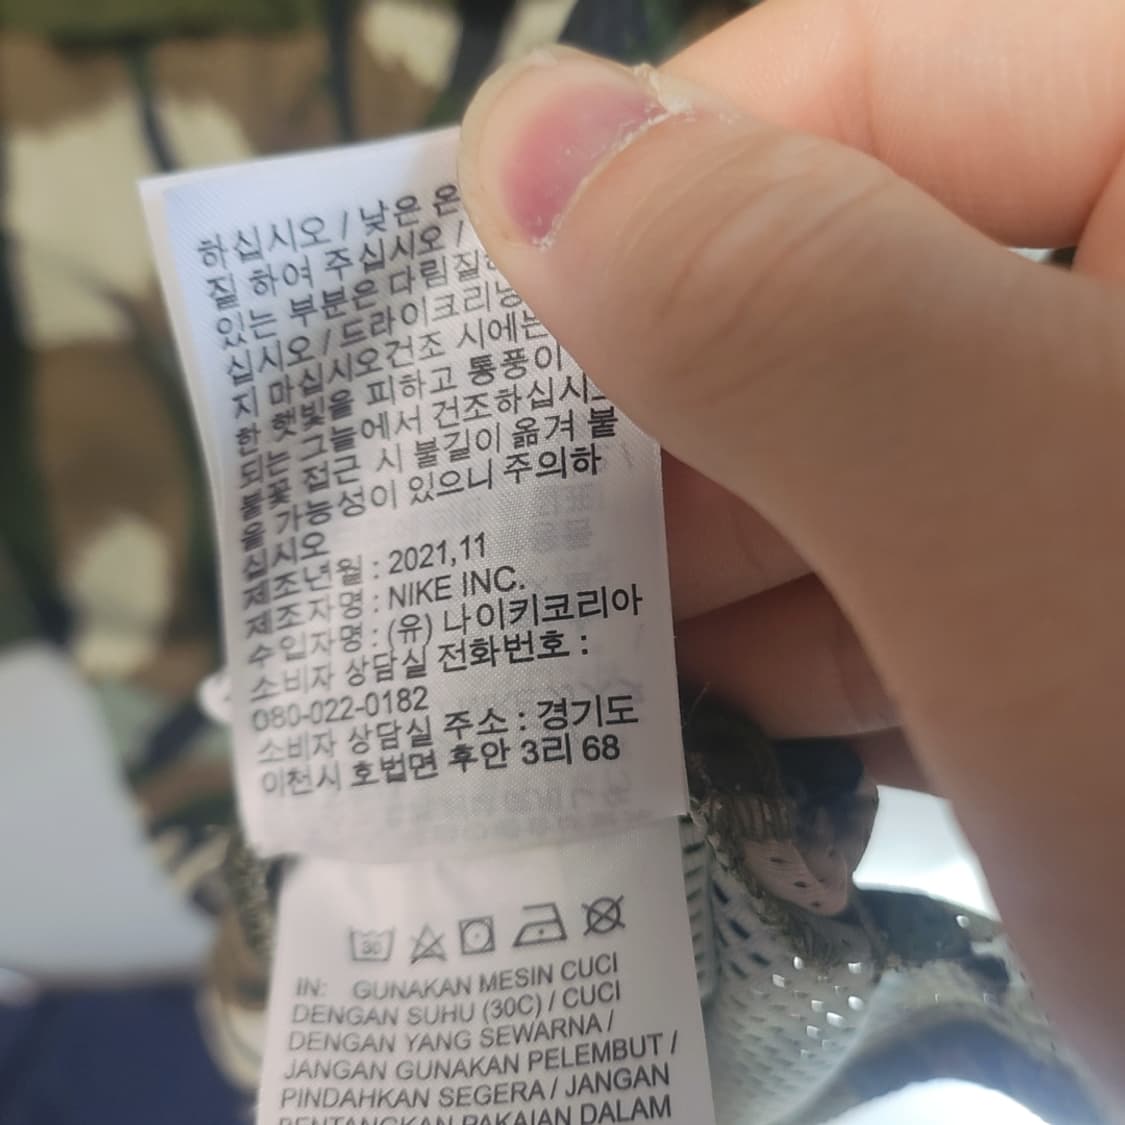 하십시오 / 낮은 온
질 하여 주십시오 /
있는 부분은 다림질
십시오 / 드라이크리닝
지 마십시오건조 시에는
한 햇빛을 피하고 통풍이
되는 그늘에서 건조하십시오
불꽃 접근 시 불길이 옮겨 붙
을 가능성이 있으니 주의하
십시오
제조년월 : 2021,11
제조자명 : NIKE INC.
수입자명 : (유) 나이키코리아
소비자 상담실 전화번호 :
080-022-0182
소비자 상담실 주소 : 경기도
이천시 호법면 후안 3리 68
30
IN: GUNAKAN MESIN CUCI
DENGAN SUHU (30C) / CUCI
DENGAN YANG SEWARNA /
JANGAN GUNAKAN PELEMBUT /
PINDAHKAN SEGERA / JANGAN
BENTANGKAN PAKAIAN DALAM